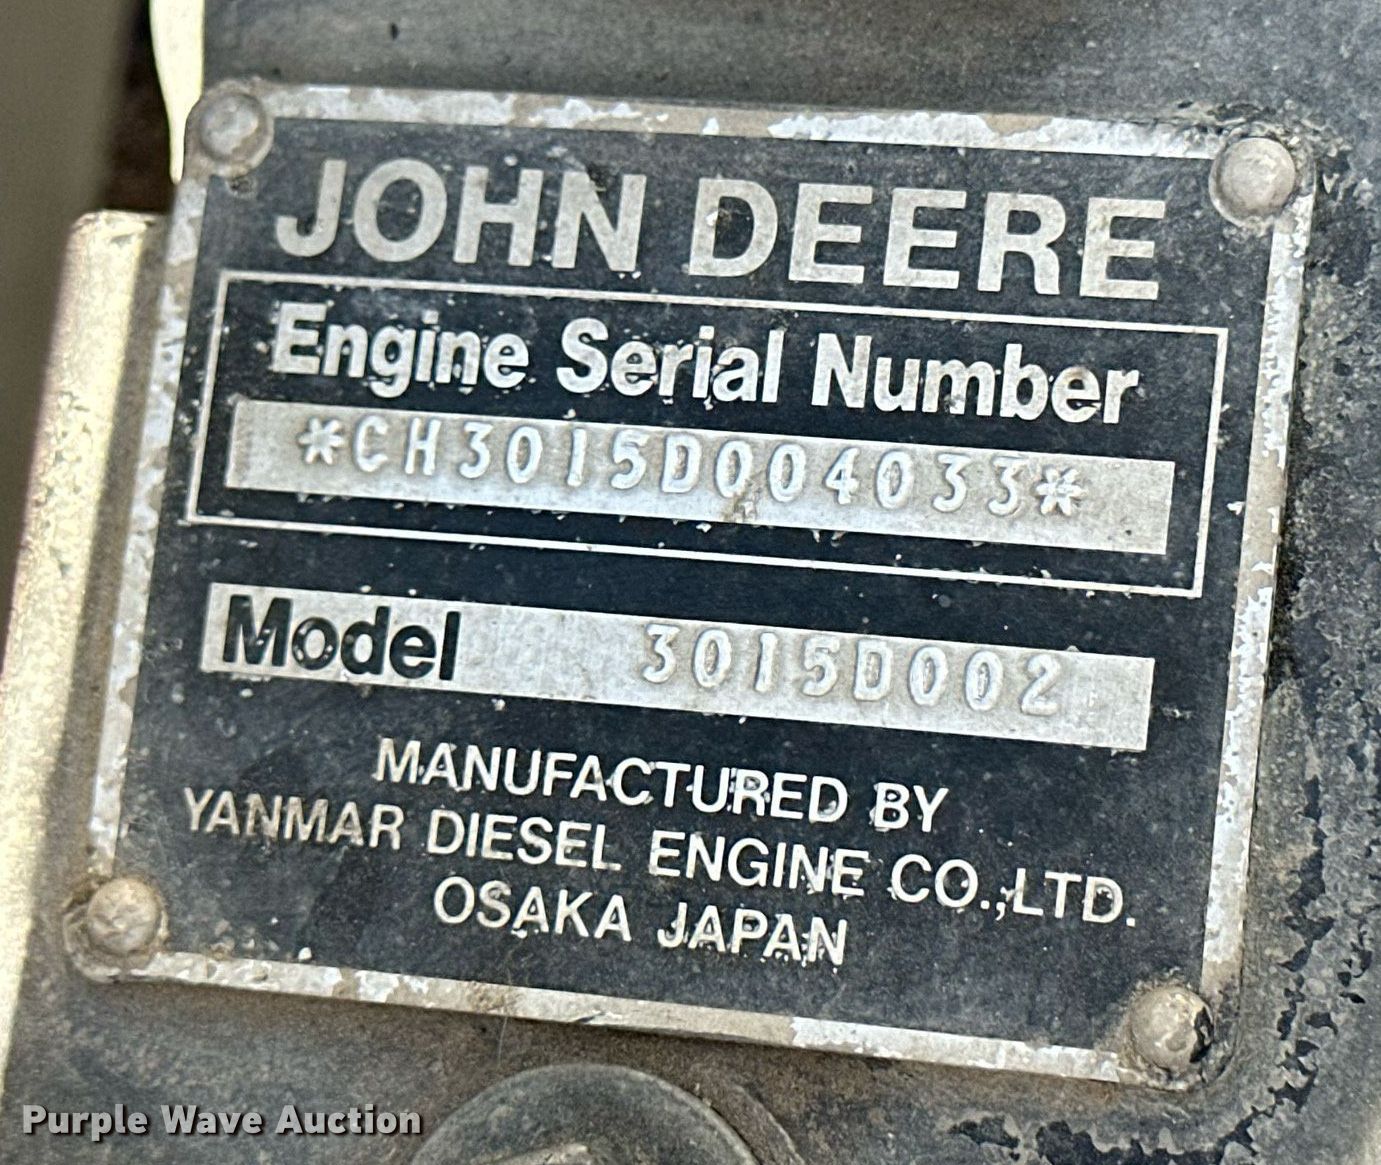 JOHN DEERE
Engine Serial Number
*CH3015D004033*
Model 3015D002
MANUFACTURED BY
YANMAR DIESEL ENGINE CO.,LTD.
OSAKA JAPAN
Purple Wave Auction